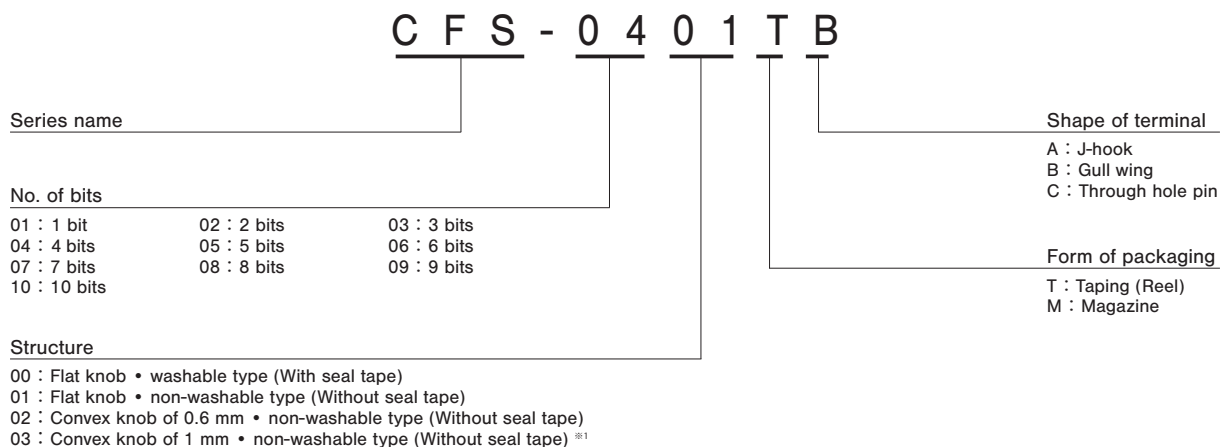 CFS-0401TB
Series name
No. of bits
01：1 bit 02：2 bits 03：3 bits
04：4 bits 05：5 bits 06：6 bits
07：7 bits 08：8 bits 09：9 bits
10：10 bits
Structure
00：Flat knob • washable type (With seal tape)
01：Flat knob • non-washable type (Without seal tape)
02：Convex knob of 0.6 mm • non-washable type (Without seal tape)
03：Convex knob of 1 mm • non-washable type (Without seal tape) ※1
Shape of terminal
A：J-hook
B：Gull wing
C：Through hole pin
Form of packaging
T：Taping (Reel)
M：Magazine